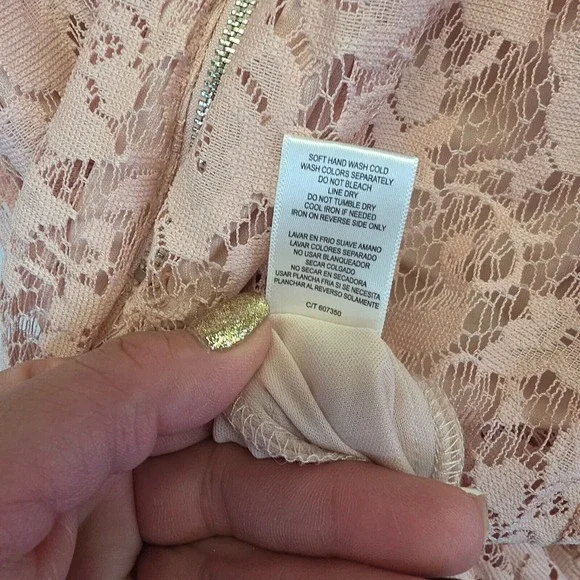 SOFT HAND WASH COLD
WASH COLORS SEPARATELY
DO NOT BLEACH
LINE DRY
DO NOT TUMBLE DRY
COOL IRON IF NEEDED
IRON ON REVERSE SIDE ONLY
LAVAR EN FRIO SUAVE AMANO
LAVAR COLORES SEPARADO
NO USAR BLANQUEADOR
SECAR COLGADO
NO SECAR EN SECADORA
USAR PLANCHA FRIA SI SE NECESITA
PLANCHAR AL REVERSO SOLAMENTE
C/T 607350